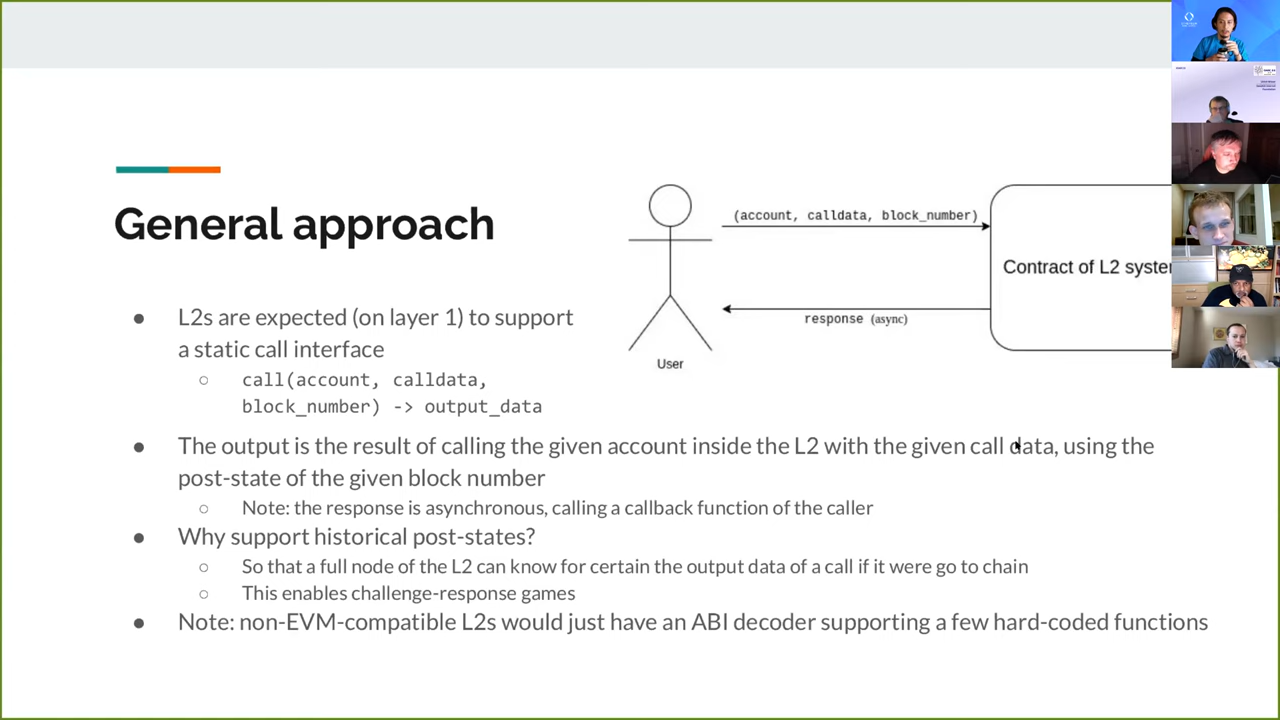 General approach
(account, calldata, block_number)
Contract of L2 syste
response (async)
User
● L2s are expected (on layer 1) to support
a static call interface
○ call(account, calldata,
block_number) -> output_data
● The output is the result of calling the given account inside the L2 with the given call data, using the
post-state of the given block number
○ Note: the response is asynchronous, calling a callback function of the caller
● Why support historical post-states?
○ So that a full node of the L2 can know for certain the output data of a call if it were go to chain
○ This enables challenge-response games
● Note: non-EVM-compatible L2s would just have an ABI decoder supporting a few hard-coded functions